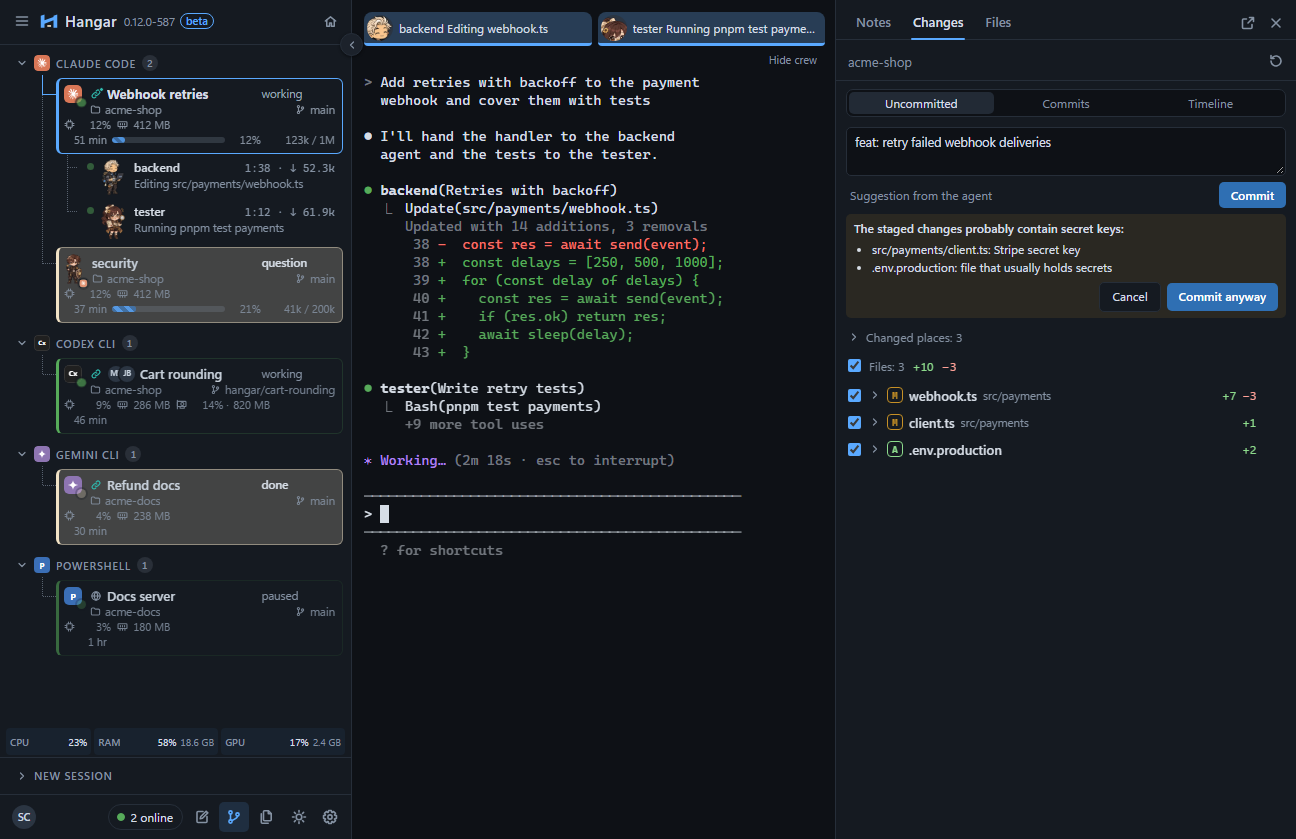 Hangar 0.12.0-587 beta
CLAUDE CODE 2
Webhook retries working
acme-shop main
12% 412 MB
51 min 12% 123k / 1M
backend 1:38 · ↓ 52.3k
Editing src/payments/webhook.ts
tester 1:12 · ↓ 61.9k
Running pnpm test payments
security question
acme-shop main
12% 412 MB
37 min 21% 41k / 200k
Cx CODEX CLI 1
Cx M JB Cart rounding working
acme-shop hangar/cart-rounding
9% 286 MB 14% · 820 MB
46 min
GEMINI CLI 1
Refund docs done
acme-docs main
4% 238 MB
30 min
P POWERSHELL 1
P Docs server paused
acme-docs main
3% 180 MB
1 hr
CPU 23% RAM 58% 18.6 GB GPU 17% 2.4 GB
NEW SESSION
SC 2 online
backend Editing webhook.ts
tester Running pnpm test payme...
Hide crew
> Add retries with backoff to the payment
webhook and cover them with tests
● I'll hand the handler to the backend
agent and the tests to the tester.
● backend(Retries with backoff)
⎿ Update(src/payments/webhook.ts)
Updated with 14 additions, 3 removals
38 - const res = await send(event);
38 + const delays = [250, 500, 1000];
39 + for (const delay of delays) {
40 + const res = await send(event);
41 + if (res.ok) return res;
42 + await sleep(delay);
43 + }
● tester(Write retry tests)
⎿ Bash(pnpm test payments)
+9 more tool uses
* Working… (2m 18s · esc to interrupt)
>
? for shortcuts
Notes Changes Files
acme-shop
Uncommitted Commits Timeline
feat: retry failed webhook deliveries
Suggestion from the agent Commit
The staged changes probably contain secret keys:
• src/payments/client.ts: Stripe secret key
• .env.production: file that usually holds secrets
Cancel Commit anyway
Changed places: 3
Files: 3 +10 −3
M webhook.ts src/payments +7 −3
M client.ts src/payments +1
A .env.production +2